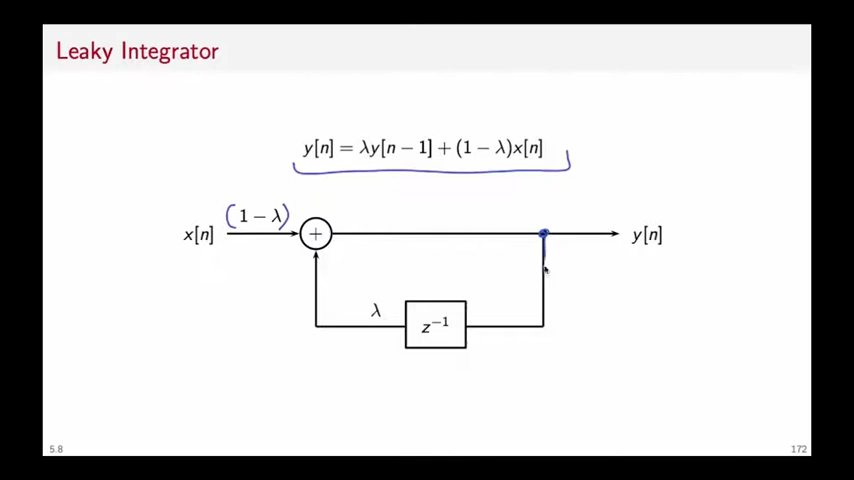 Leaky Integrator
y[n] = λy[n − 1] + (1 − λ)x[n]
(1 − λ)
x[n] + y[n]
λ
z⁻¹
5.8 172